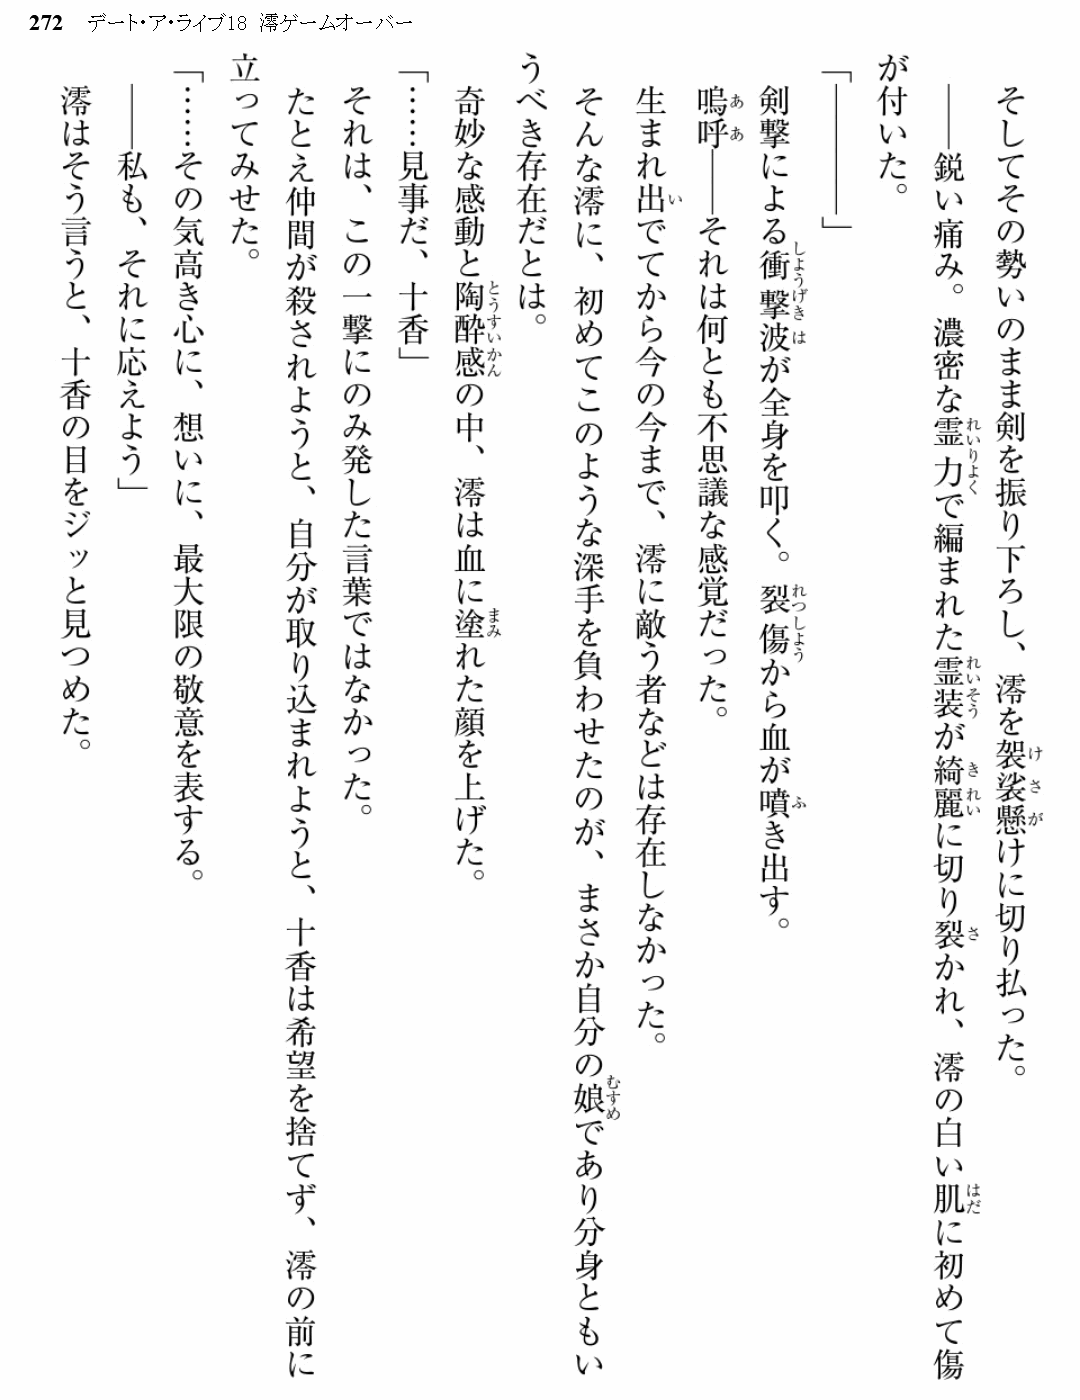 272 デート・ア・ライブ18 澪ゲームオーバー
そしてその勢いのまま剣を振り下ろし、澪を袈裟懸けに切り払った。
――鋭い痛み。濃密な霊力で編まれた霊装が綺麗に切り裂かれ、澪の白い肌に初めて傷
が付いた。
「――――――」
剣撃による衝撃波が全身を叩く。裂傷から血が噴き出す。
嗚呼――それは何とも不思議な感覚だった。
生まれ出でてから今の今まで、澪に敵う者などは存在しなかった。
そんな澪に、初めてこのような深手を負わせたのが、まさか自分の娘であり分身ともい
うべき存在だとは。
奇妙な感動と陶酔感の中、澪は血に塗れた顔を上げた。
「……見事だ、十香」
それは、この一撃にのみ発した言葉ではなかった。
たとえ仲間が殺されようと、自分が取り込まれようと、十香は希望を捨てず、澪の前に
立ってみせた。
「……その気高き心に、想いに、最大限の敬意を表する。
――私も、それに応えよう」
澪はそう言うと、十香の目をジッと見つめた。